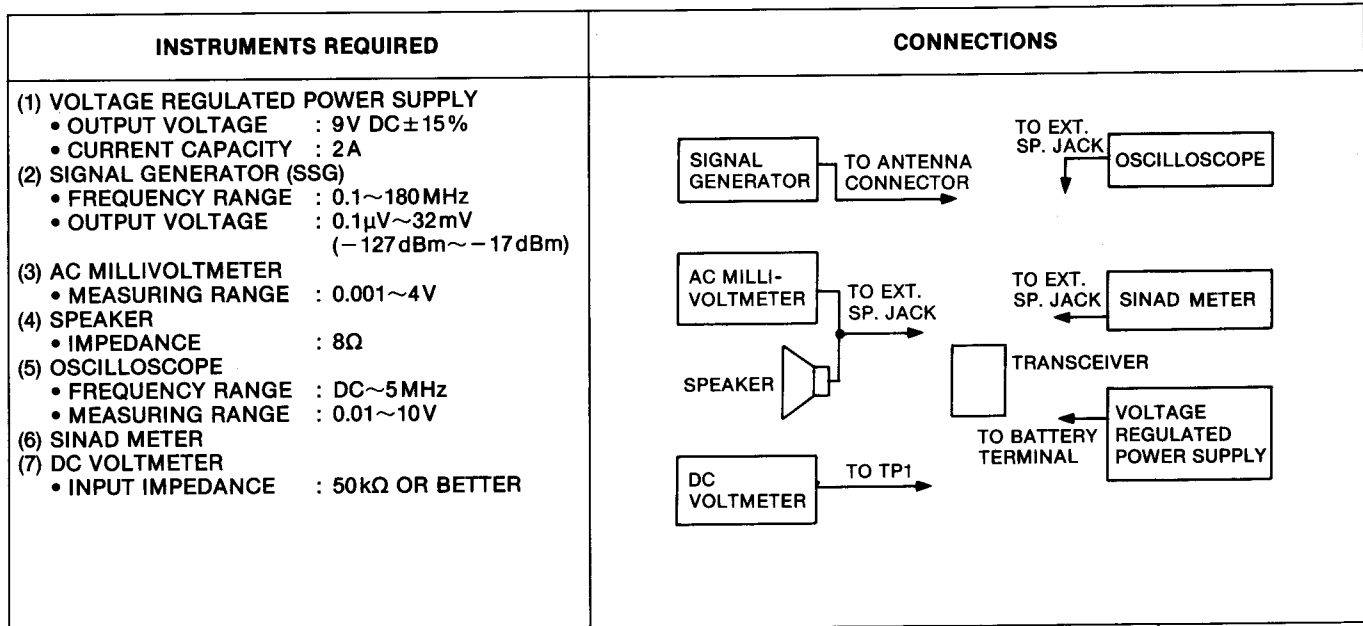 INSTRUMENTS REQUIRED
(1) VOLTAGE REGULATED POWER SUPPLY
• OUTPUT VOLTAGE : 9V DC±15%
• CURRENT CAPACITY : 2A
(2) SIGNAL GENERATOR (SSG)
• FREQUENCY RANGE : 0.1~180MHz
• OUTPUT VOLTAGE : 0.1µV~32mV
(−127dBm~−17dBm)
(3) AC MILLIVOLTMETER
• MEASURING RANGE : 0.001~4V
(4) SPEAKER
• IMPEDANCE : 8Ω
(5) OSCILLOSCOPE
• FREQUENCY RANGE : DC~5MHz
• MEASURING RANGE : 0.01~10V
(6) SINAD METER
(7) DC VOLTMETER
• INPUT IMPEDANCE : 50kΩ OR BETTER
CONNECTIONS
SIGNAL
GENERATOR
TO ANTENNA
CONNECTOR
TO EXT.
SP. JACK
OSCILLOSCOPE
AC MILLI-
VOLTMETER
TO EXT.
SP. JACK
SPEAKER
TO EXT.
SP. JACK
SINAD METER
TRANSCEIVER
TO BATTERY
TERMINAL
VOLTAGE
REGULATED
POWER SUPPLY
DC
VOLTMETER
TO TP1